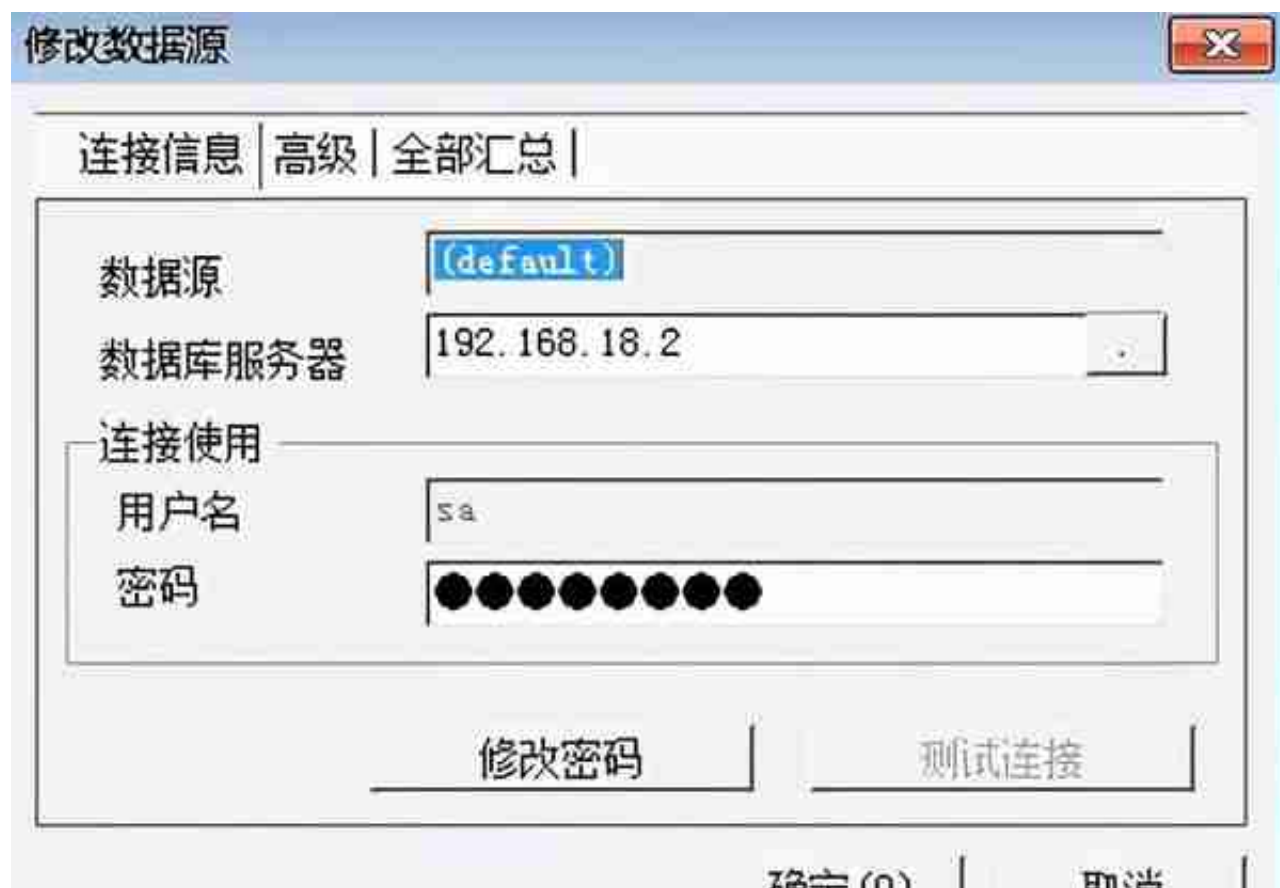 修改数据源
连接信息 高级 全部汇总
数据源 (default)
数据库服务器 192.168.18.2 .
连接使用
用户名 sa
密码 ●●●●●●●●
修改密码 测试连接
确定(O) 取消